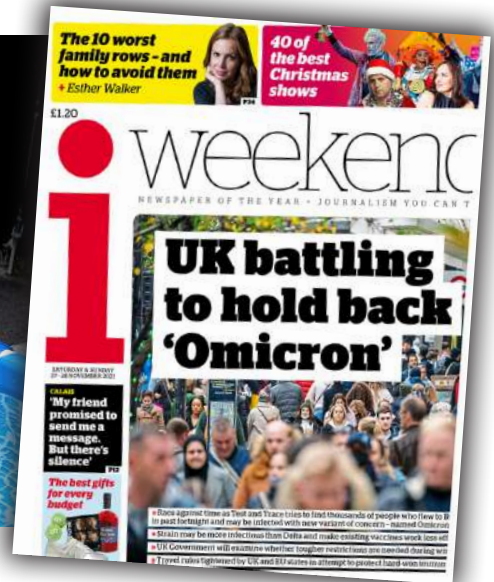 The 10 worst
family rows – and
how to avoid them
+ Esther Walker
P34
40 of
the best
Christmas
shows
£1.20
i
weekend
NEWSPAPER OF THE YEAR • JOURNALISM YOU CAN T
UK battling
to hold back
‘Omicron’
SATURDAY & SUNDAY
27-28 NOVEMBER 2021
CALAIS
‘My friend
promised to
send me a
message.
But there’s
silence’
P12
The best gifts
for every
budget
Race against time as Test and Trace tries to find thousands of people who flew to
in past fortnight and may be infected with new variant of concern – named Omicron
Strain may be more infectious than Delta and make existing vaccines work less
UK Government will examine whether tougher restrictions are needed during
Travel rules tightened by UK and EU states in attempt to protect hard-won